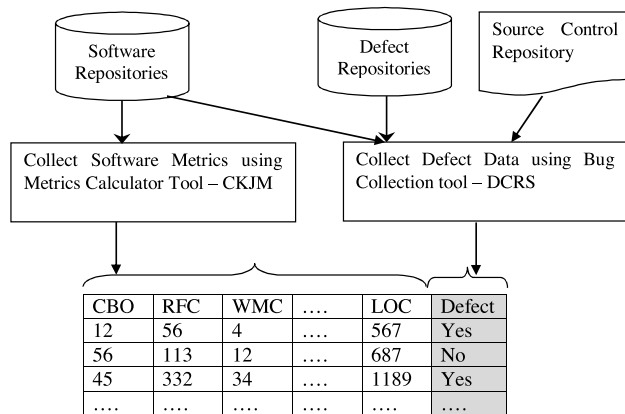 Software
Repositories
Defect
Repositories
Source Control
Repository
Collect Software Metrics using
Metrics Calculator Tool – CKJM
Collect Defect Data using Bug
Collection tool – DCRS
CBO RFC WMC .... LOC Defect
12 56 4 .... 567 Yes
56 113 12 .... 687 No
45 332 34 .... 1189 Yes
.... .... .... .... .... ....